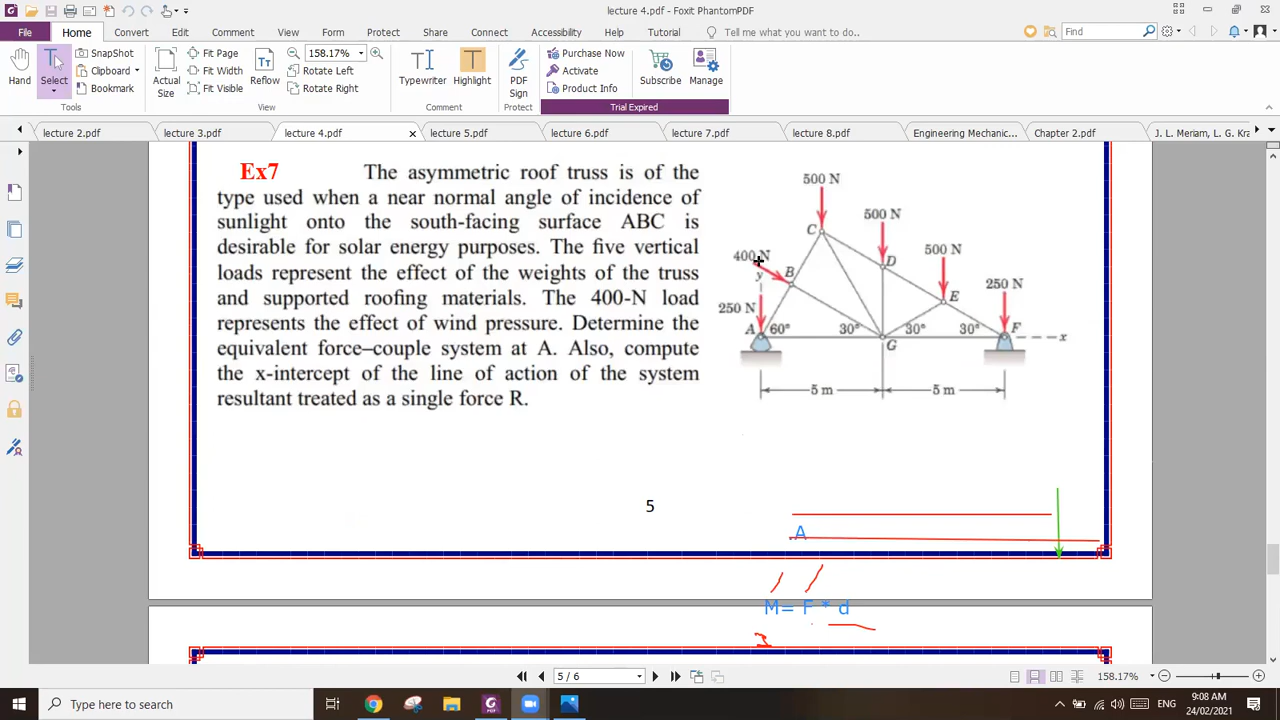 lecture 4.pdf - Foxit PhantomPDF
File Home Convert Edit Comment View Form Protect Connect Accessibility Help Tutorial Tell me what you want to do.. Find
Hand
Select
SnapShot
Clipboard
Bookmark
Tools
Actual Size
Fit Page
Fit Width
Fit Visible
Reflow
158.17%
Rotate Left
Rotate Right
View
Typewriter
Highlight
Comment
PDF Sign
Protect
Purchase Now
Activate
Product Info
Subscribe
Manage
Trial Expired
lecture 2.pdf lecture 3.pdf lecture 4.pdf lecture 5.pdf lecture 6.pdf lecture 7.pdf lecture 8.pdf Engineering Mechanic... Chapter 2.pdf J. L. Meriam, L. G. Kra
Ex7 The asymmetric roof truss is of the
type used when a near normal angle of incidence of
sunlight onto the south-facing surface ABC is
desirable for solar energy purposes. The five vertical
loads represent the effect of the weights of the truss
and supported roofing materials. The 400-N load
represents the effect of wind pressure. Determine the
equivalent force–couple system at A. Also, compute
the x-intercept of the line of action of the system
resultant treated as a single force R.
500 N
500 N
C
400 N
500 N
D
B
y
250 N
E
250 N
A 60° 30° 30° 30° F x
G
5 m 5 m
5
A
M= F * d
5 / 6
158.17%
Type here to search
ENG
9:08 AM
24/02/2021